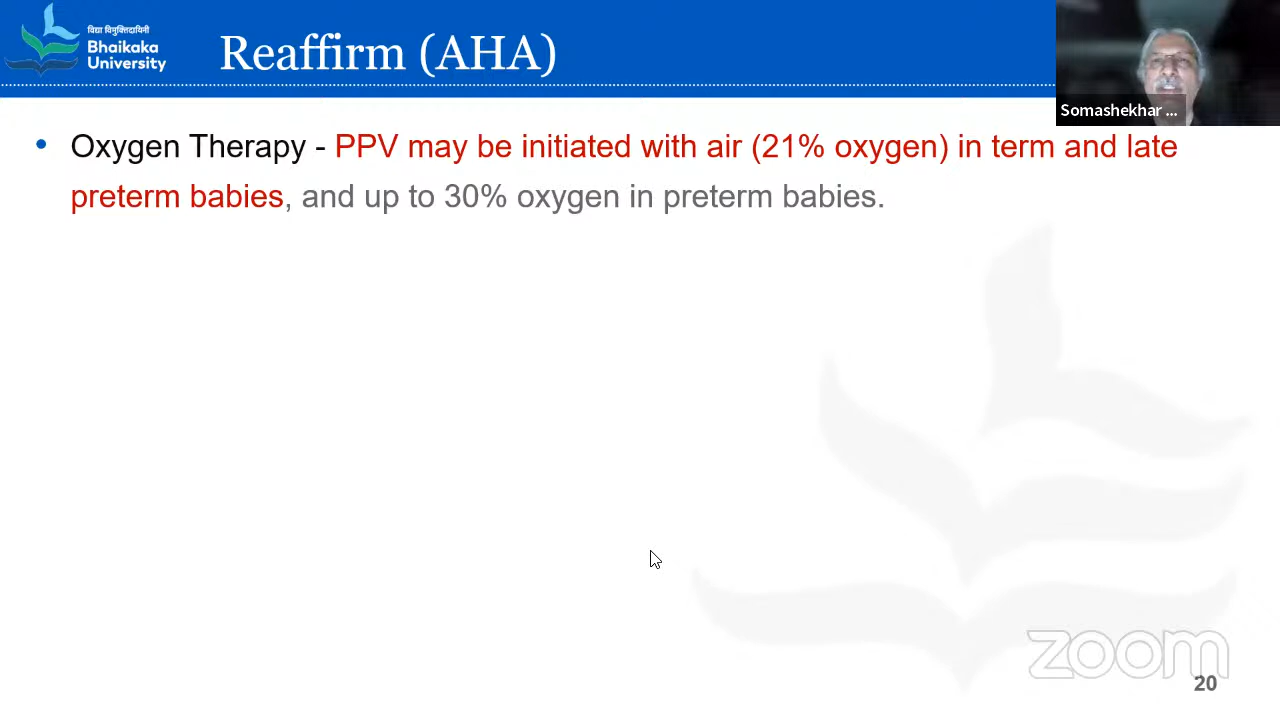 विद्या विमुक्तिदायिनी
Bhaikaka
University
Reaffirm (AHA)
Somashekhar ...
• Oxygen Therapy - PPV may be initiated with air (21% oxygen) in term and late
preterm babies, and up to 30% oxygen in preterm babies.
zoom
20